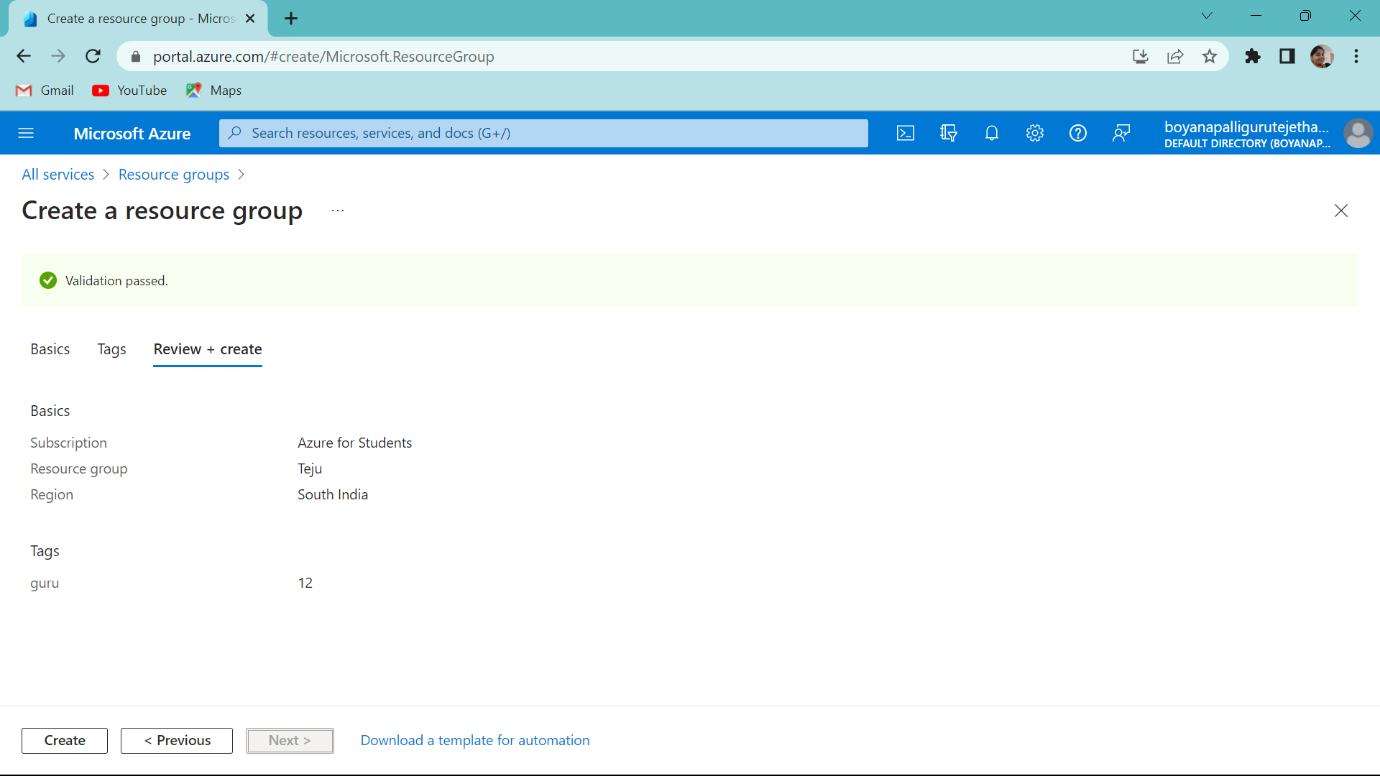 Create a resource group - Micros
portal.azure.com/#create/Microsoft.ResourceGroup
Gmail YouTube Maps
Microsoft Azure Search resources, services, and docs (G+/) boyanapalligurutejetha...
DEFAULT DIRECTORY (BOYANAP...
All services > Resource groups >
Create a resource group ...
Validation passed.
Basics Tags Review + create
Basics
Subscription Azure for Students
Resource group Teju
Region South India
Tags
guru 12
Create < Previous Next > Download a template for automation